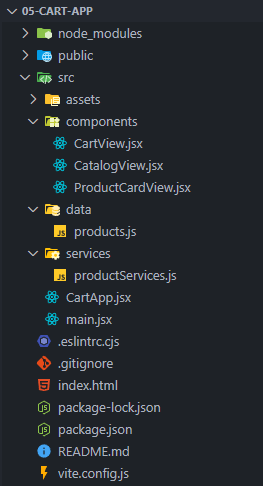 05-CART-APP
node_modules
public
src
assets
components
CartView.jsx
CatalogView.jsx
ProductCardView.jsx
data
JS products.js
services
JS productServices.js
CartApp.jsx
main.jsx
.eslintrc.cjs
.gitignore
index.html
package-lock.json
package.json
README.md
vite.config.js